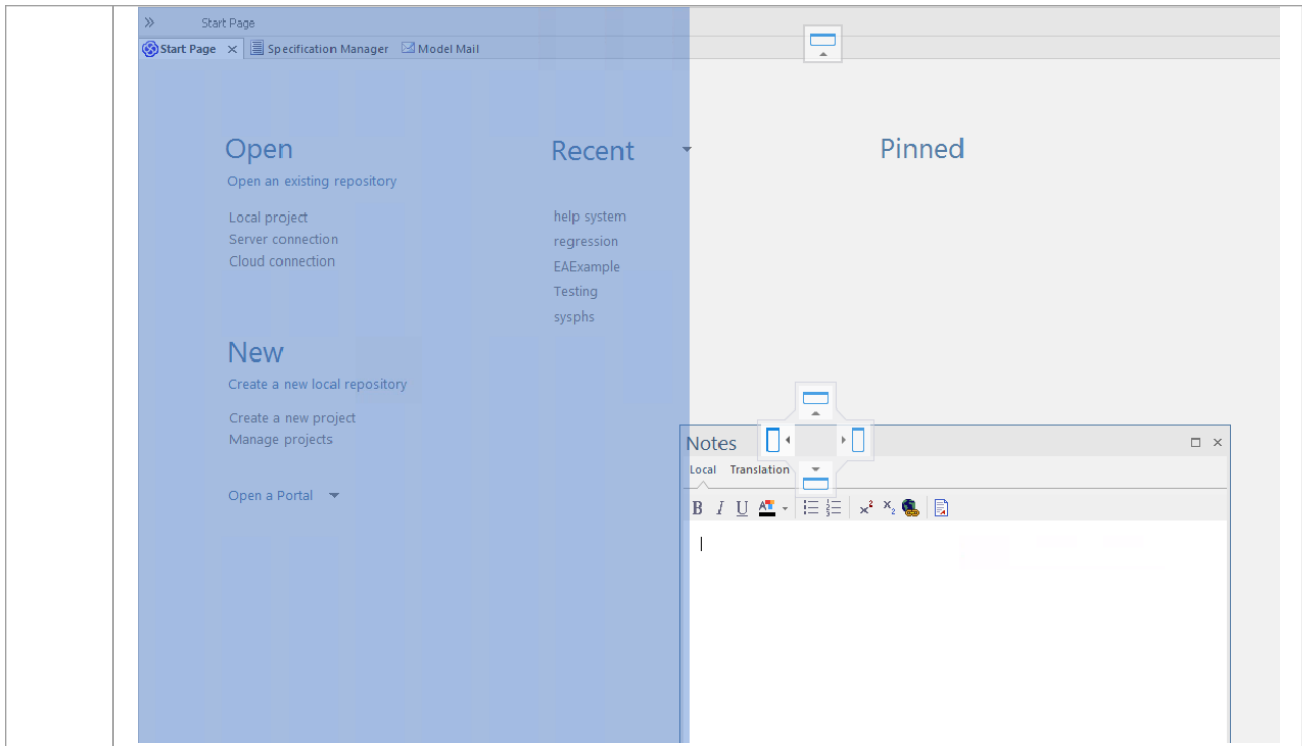 Start Page
Start Page Specification Manager Model Mail
Open
Open an existing repository
Local project
Server connection
Cloud connection
New
Create a new local repository
Create a new project
Manage projects
Open a Portal
Recent
help system
regression
EAExample
Testing
sysphs
Pinned
Notes
Local Translation
B I U A x² x₂